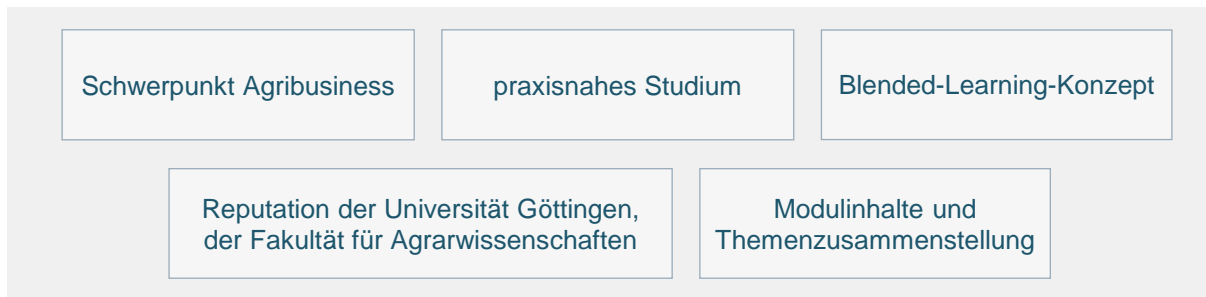 Schwerpunkt Agribusiness
praxisnahes Studium
Blended-Learning-Konzept
Reputation der Universität Göttingen,
der Fakultät für Agrarwissenschaften
Modulinhalte und
Themenzusammenstellung